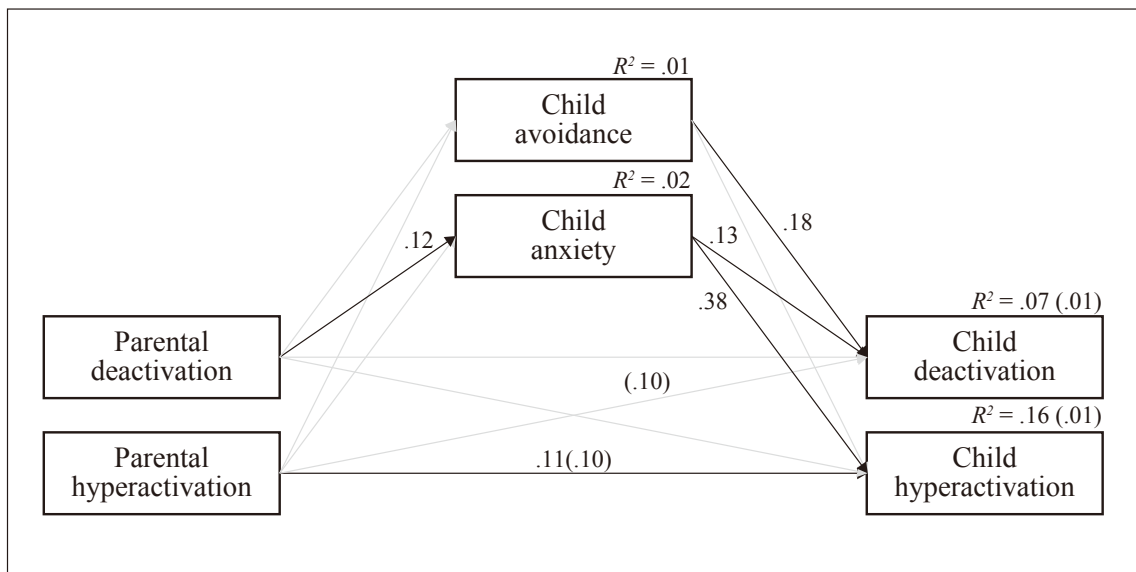 R² = .01
Child
avoidance
R² = .02
Child
anxiety
.12
.13
.18
.38
R² = .07 (.01)
Parental
deactivation
Child
deactivation
(.10)
R² = .16 (.01)
Parental
hyperactivation
.11(.10)
Child
hyperactivation